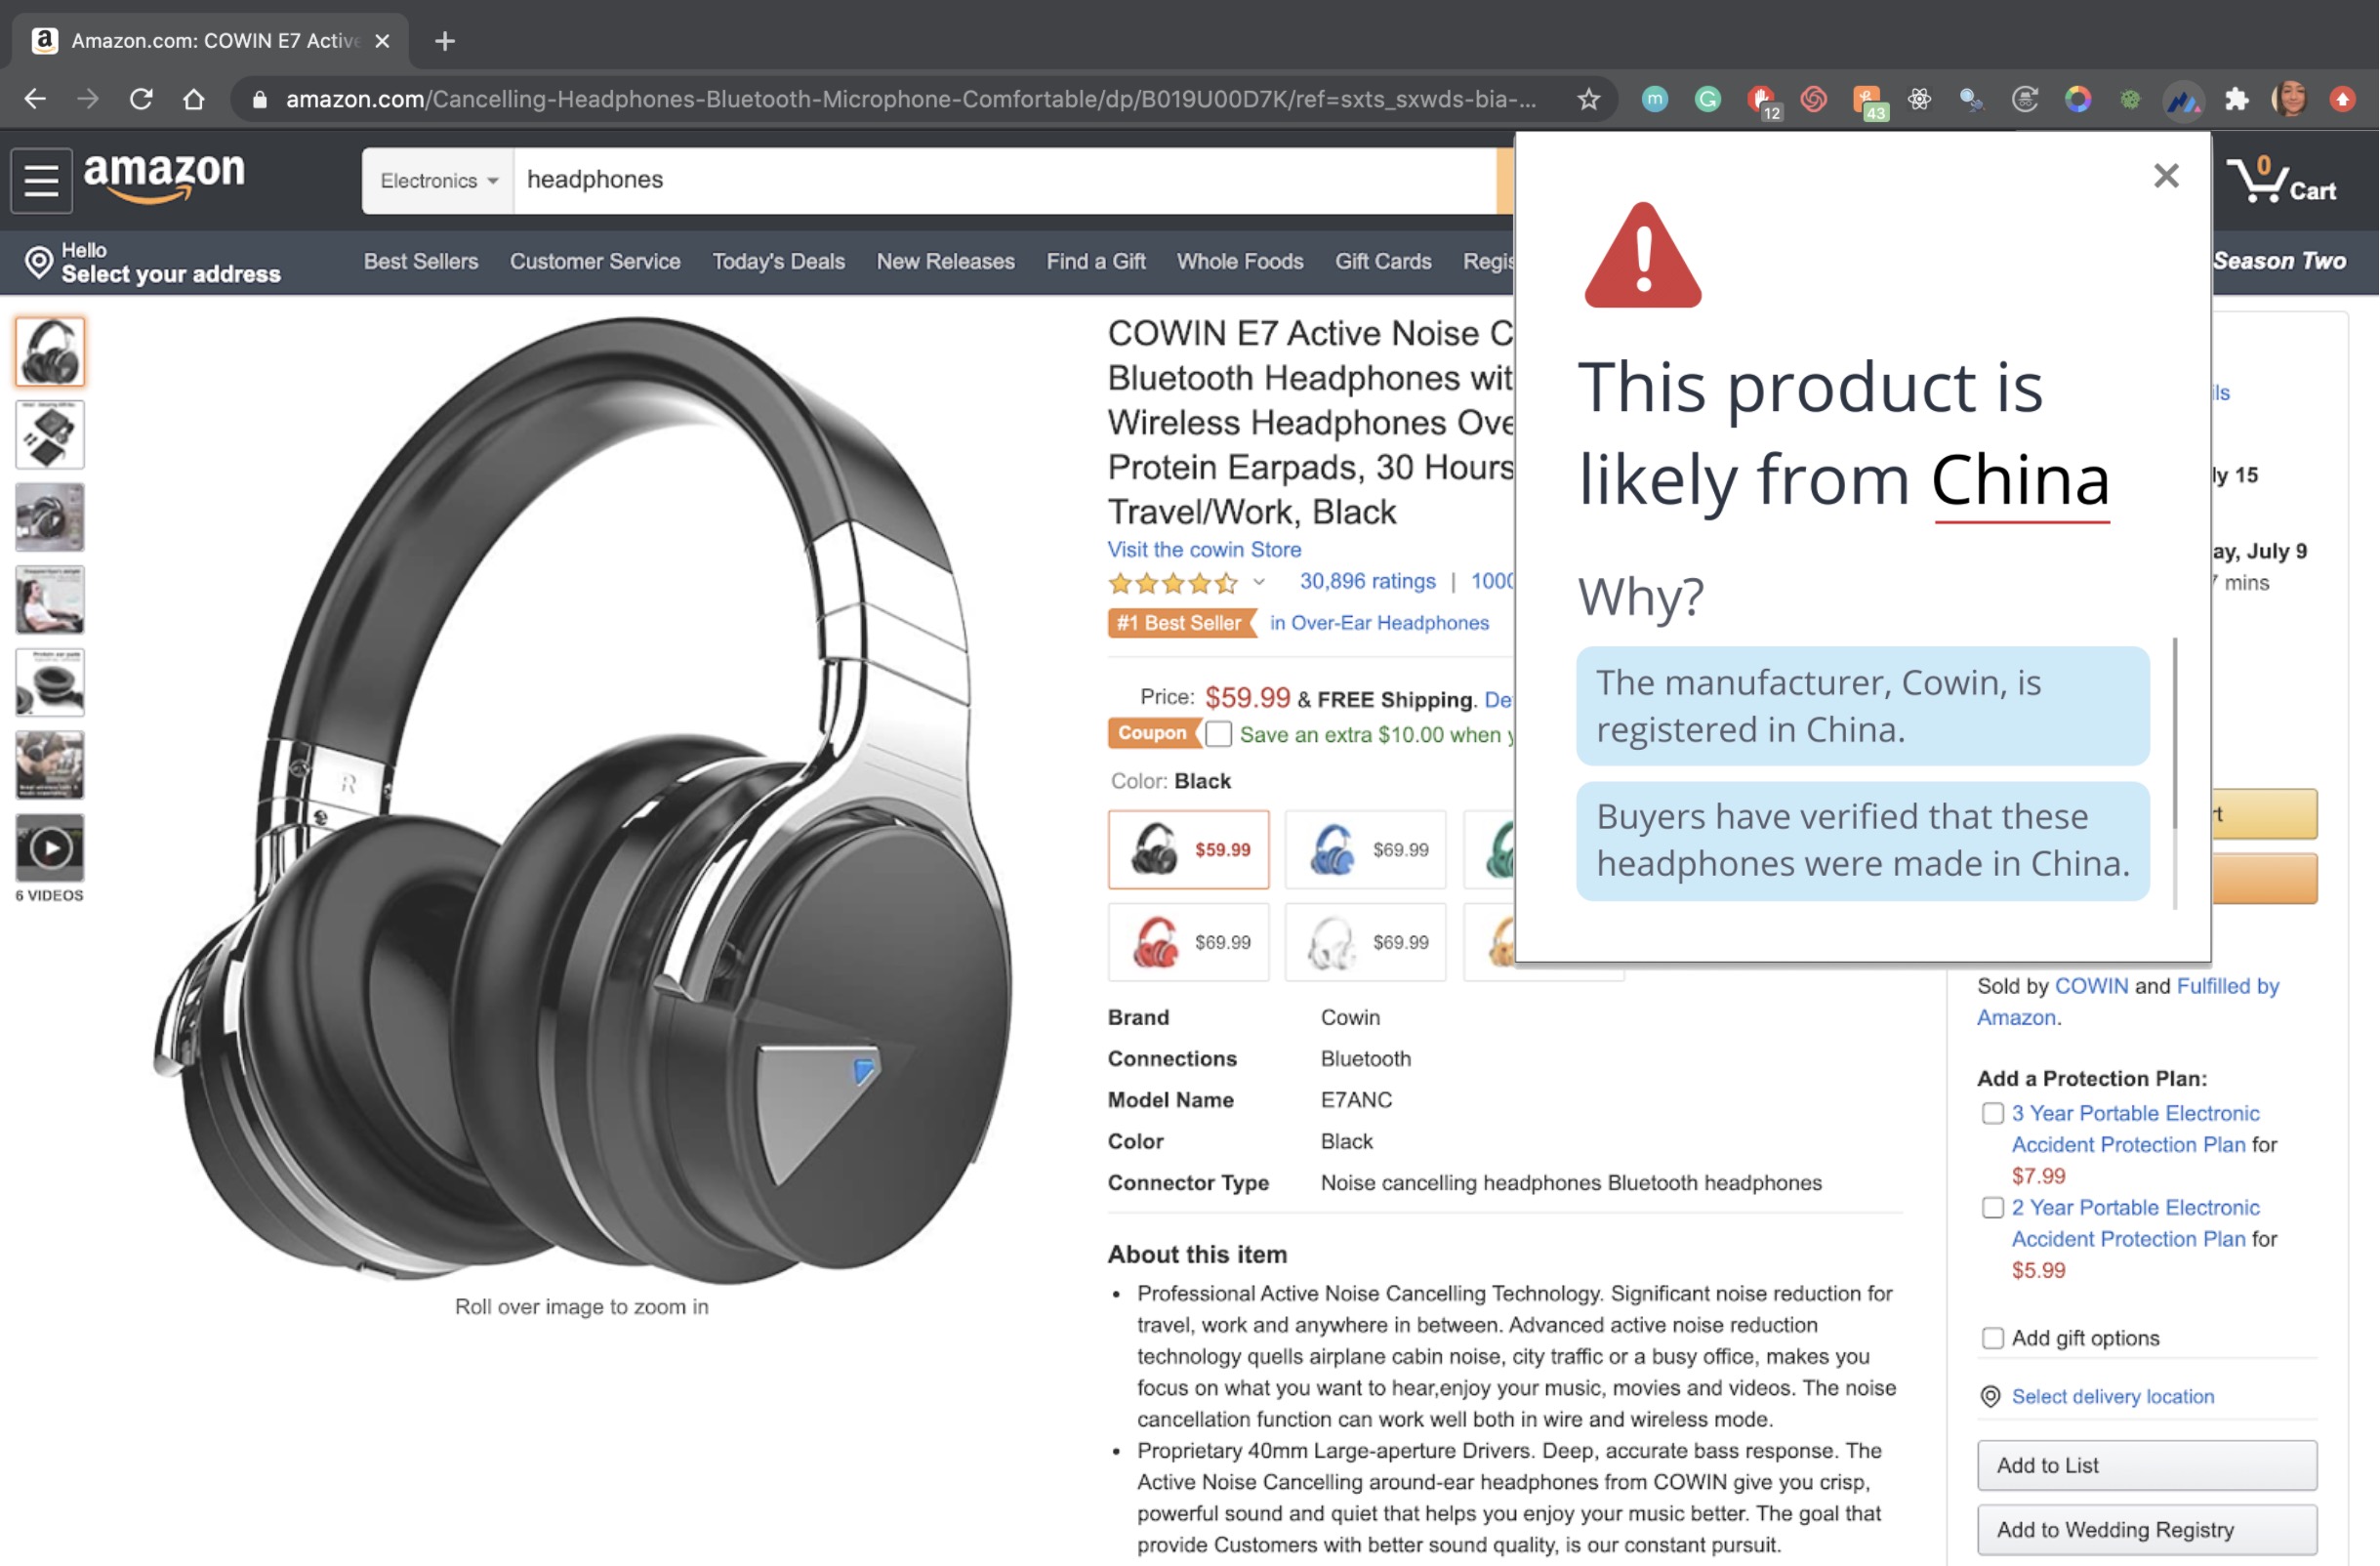 Amazon.com: COWIN E7 Active
amazon.com/Cancelling-Headphones-Bluetooth-Microphone-Comfortable/dp/B019U00D7K/ref=sxts_sxwds-bia-...
12
43
amazon
Electronics
headphones
0
Cart
Hello
Select your address
Best Sellers
Customer Service
Today's Deals
New Releases
Find a Gift
Whole Foods
Gift Cards
Regis
Season Two
6 VIDEOS
R
Roll over image to zoom in
COWIN E7 Active Noise C
Bluetooth Headphones wit
Wireless Headphones Ove
Protein Earpads, 30 Hours
Travel/Work, Black
Visit the cowin Store
30,896 ratings | 1000
#1 Best Seller in Over-Ear Headphones
Price: $59.99 & FREE Shipping. De
Coupon Save an extra $10.00 when y
Color: Black
$59.99
$69.99
$69.99
$69.99
Brand Cowin
Connections Bluetooth
Model Name E7ANC
Color Black
Connector Type Noise cancelling headphones Bluetooth headphones
About this item
• Professional Active Noise Cancelling Technology. Significant noise reduction for
travel, work and anywhere in between. Advanced active noise reduction
technology quells airplane cabin noise, city traffic or a busy office, makes you
focus on what you want to hear,enjoy your music, movies and videos. The noise
cancellation function can work well both in wire and wireless mode.
• Proprietary 40mm Large-aperture Drivers. Deep, accurate bass response. The
Active Noise Cancelling around-ear headphones from COWIN give you crisp,
powerful sound and quiet that helps you enjoy your music better. The goal that
provide Customers with better sound quality, is our constant pursuit.
This product is
likely from China
Why?
The manufacturer, Cowin, is
registered in China.
Buyers have verified that these
headphones were made in China.
ils
ly 15
ay, July 9
7 mins
rt
Sold by COWIN and Fulfilled by
Amazon.
Add a Protection Plan:
3 Year Portable Electronic
Accident Protection Plan for
$7.99
2 Year Portable Electronic
Accident Protection Plan for
$5.99
Add gift options
Select delivery location
Add to List
Add to Wedding Registry